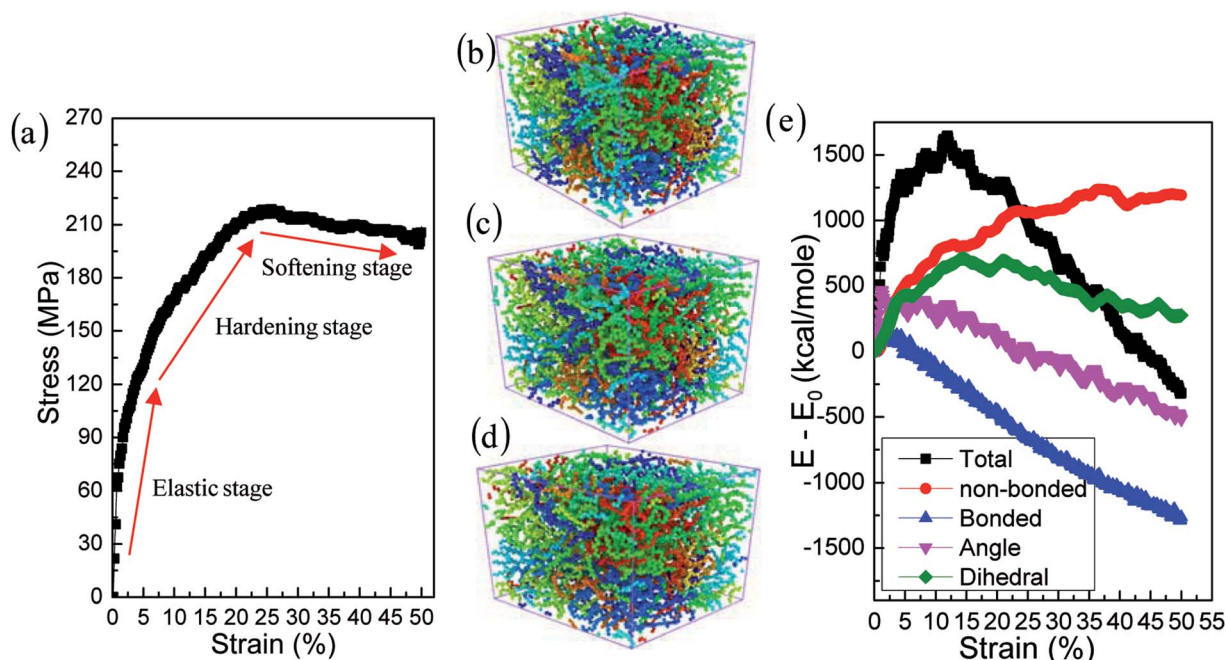 (a)
Stress (MPa)
270
240
210
180
150
120
90
60
30
0
Softening stage
Hardening stage
Elastic stage
0 5 10 15 20 25 30 35 40 45 50
Strain (%)
(b)
(c)
(d)
(e)
E - E₀ (kcal/mole)
1500
1000
500
0
-500
-1000
-1500
Total
non-bonded
Bonded
Angle
Dihedral
0 5 10 15 20 25 30 35 40 45 50 55
Strain (%)